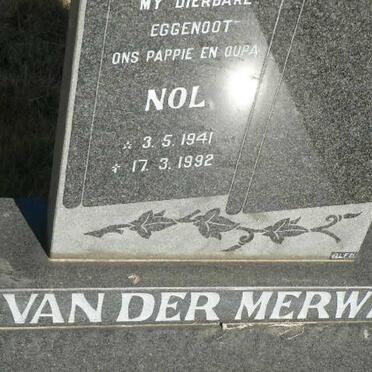 MY DIERBARE
EGGENOOT
ONS PAPPIE EN OUPA
NOL
3.5.1941
17.3.1992
VAN DER MERW